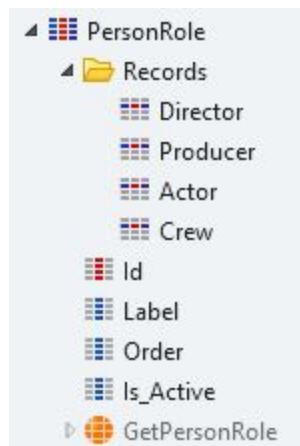 PersonRole
Records
Director
Producer
Actor
Crew
Id
Label
Order
Is_Active
GetPersonRole